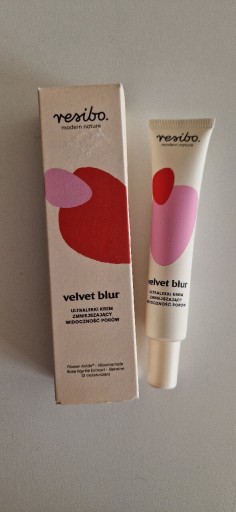 resibo.
modern nature
velvet blur
ULTRALEKKI KREM
ZMNIEJSZAJĄCY
WIDOCZNOŚĆ PORÓW
resibo.
modern nature
velvet blur
ULTRALEKKI KREM
ZMNIEJSZAJĄCY
WIDOCZNOŚĆ PORÓW